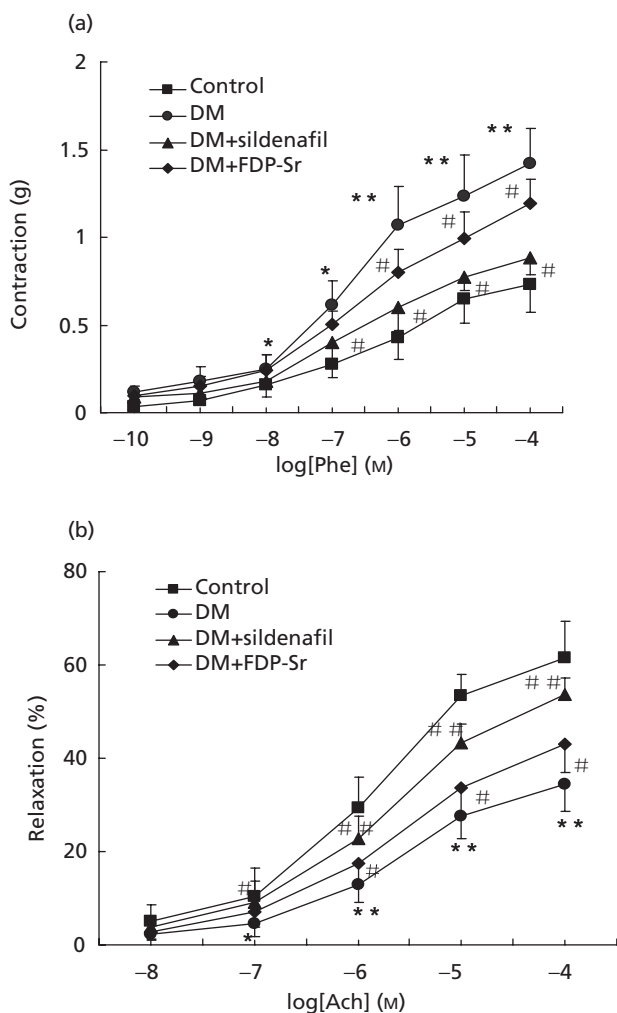 (a)
Control
DM
DM+sildenafil
DM+FDP-Sr
2
1.5
1
0.5
0
Contraction (g)
* *
* *
* *
*
*
#
#
#
#
#
#
#
−10 −9 −8 −7 −6 −5 −4
log[Phe] (M)
(b)
Control
DM
DM+sildenafil
DM+FDP-Sr
80
60
40
20
0
Relaxation (%)
# #
# #
#
#
# #
#
#
* *
* *
* *
*
−8 −7 −6 −5 −4
log[Ach] (M)